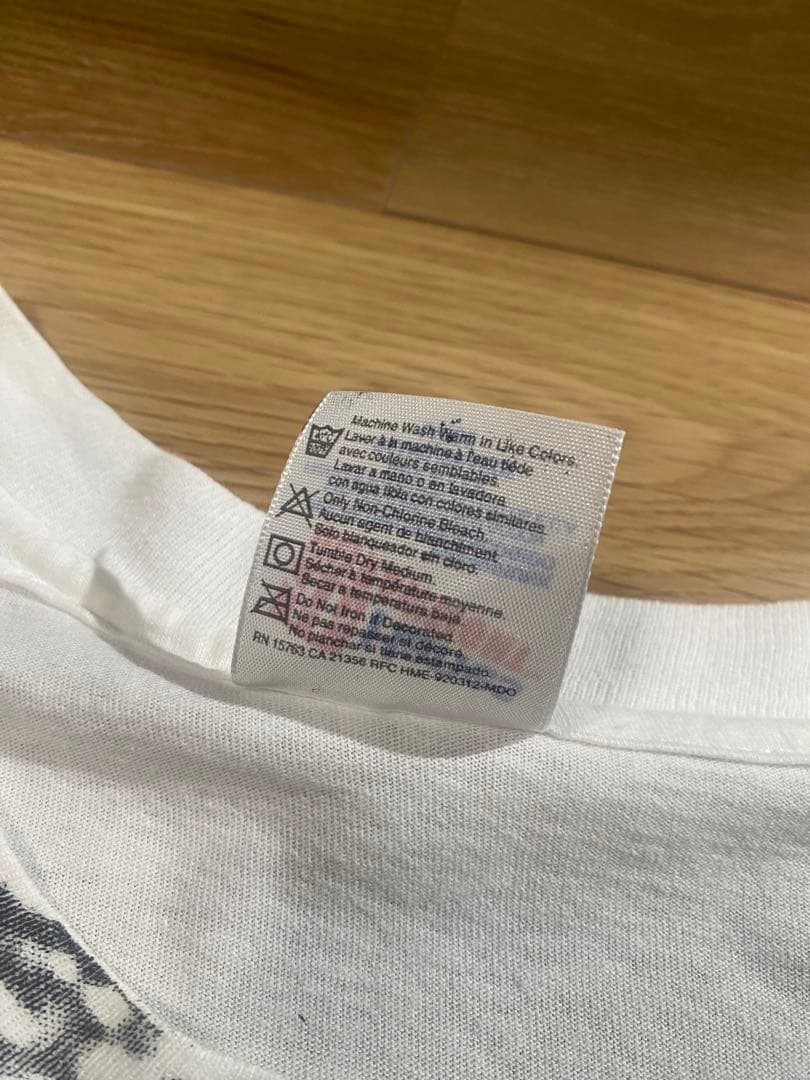 Machine Wash Warm In Like Colors.
Laver à la machine à l'eau tiède
avec couleurs semblables.
Lavar a mano o en lavadora
con agua tibia con colores similares.
Only Non-Chlorine Bleach.
Aucun agent de blanchiment.
Solo blanqueador sin cloro.
Tumble Dry Medium.
Sécher à température moyenne.
Secar a temperatura baja.
Do Not Iron if Decorated.
Ne pas repasser si décoré.
No planchar si tiene estampado.
RN 15763 CA 21356 RFC HME-920312-MDO